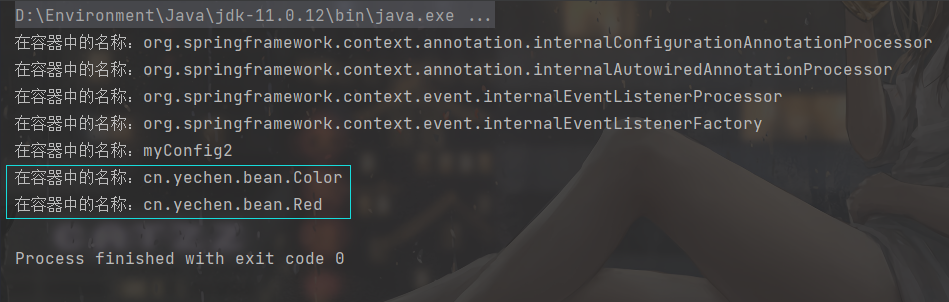 D:\Environment\Java\jdk-11.0.12\bin\java.exe ...
在容器中的名称：org.springframework.context.annotation.internalConfigurationAnnotationProcessor
在容器中的名称：org.springframework.context.annotation.internalAutowiredAnnotationProcessor
在容器中的名称：org.springframework.context.event.internalEventListenerProcessor
在容器中的名称：org.springframework.context.event.internalEventListenerFactory
在容器中的名称：myConfig2
在容器中的名称：cn.yechen.bean.Color
在容器中的名称：cn.yechen.bean.Red
Process finished with exit code 0